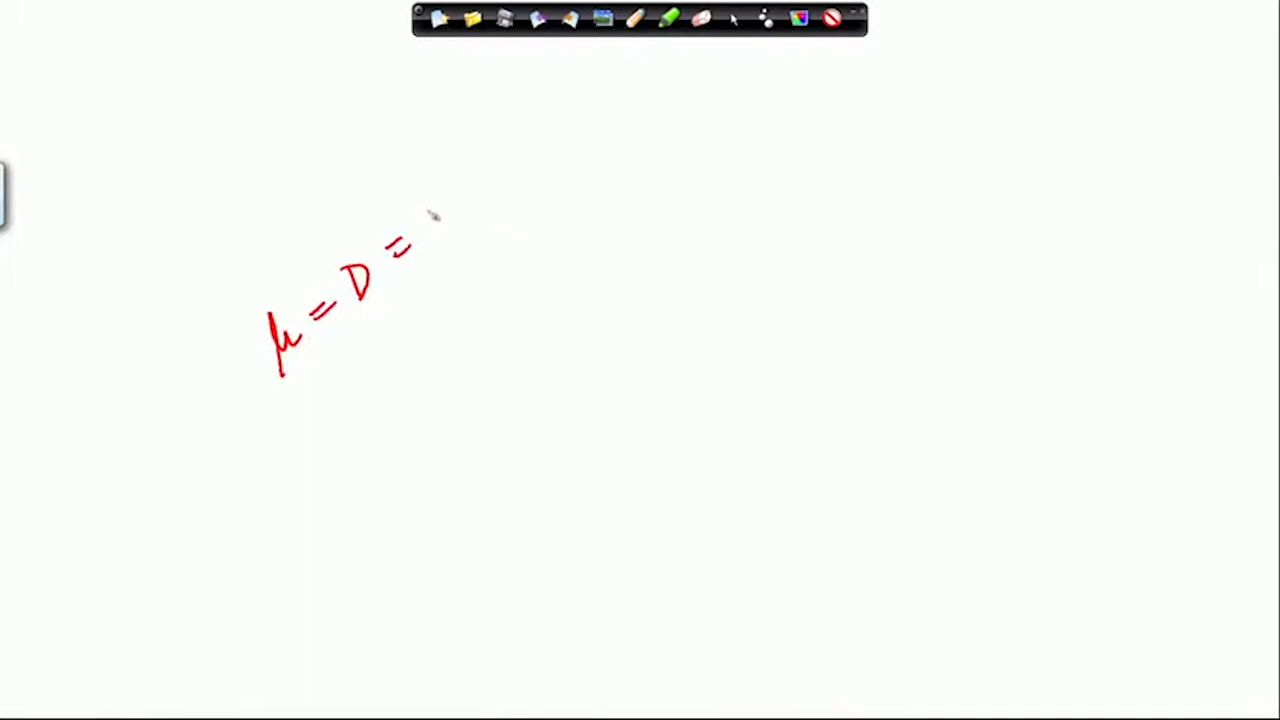 μ = D =